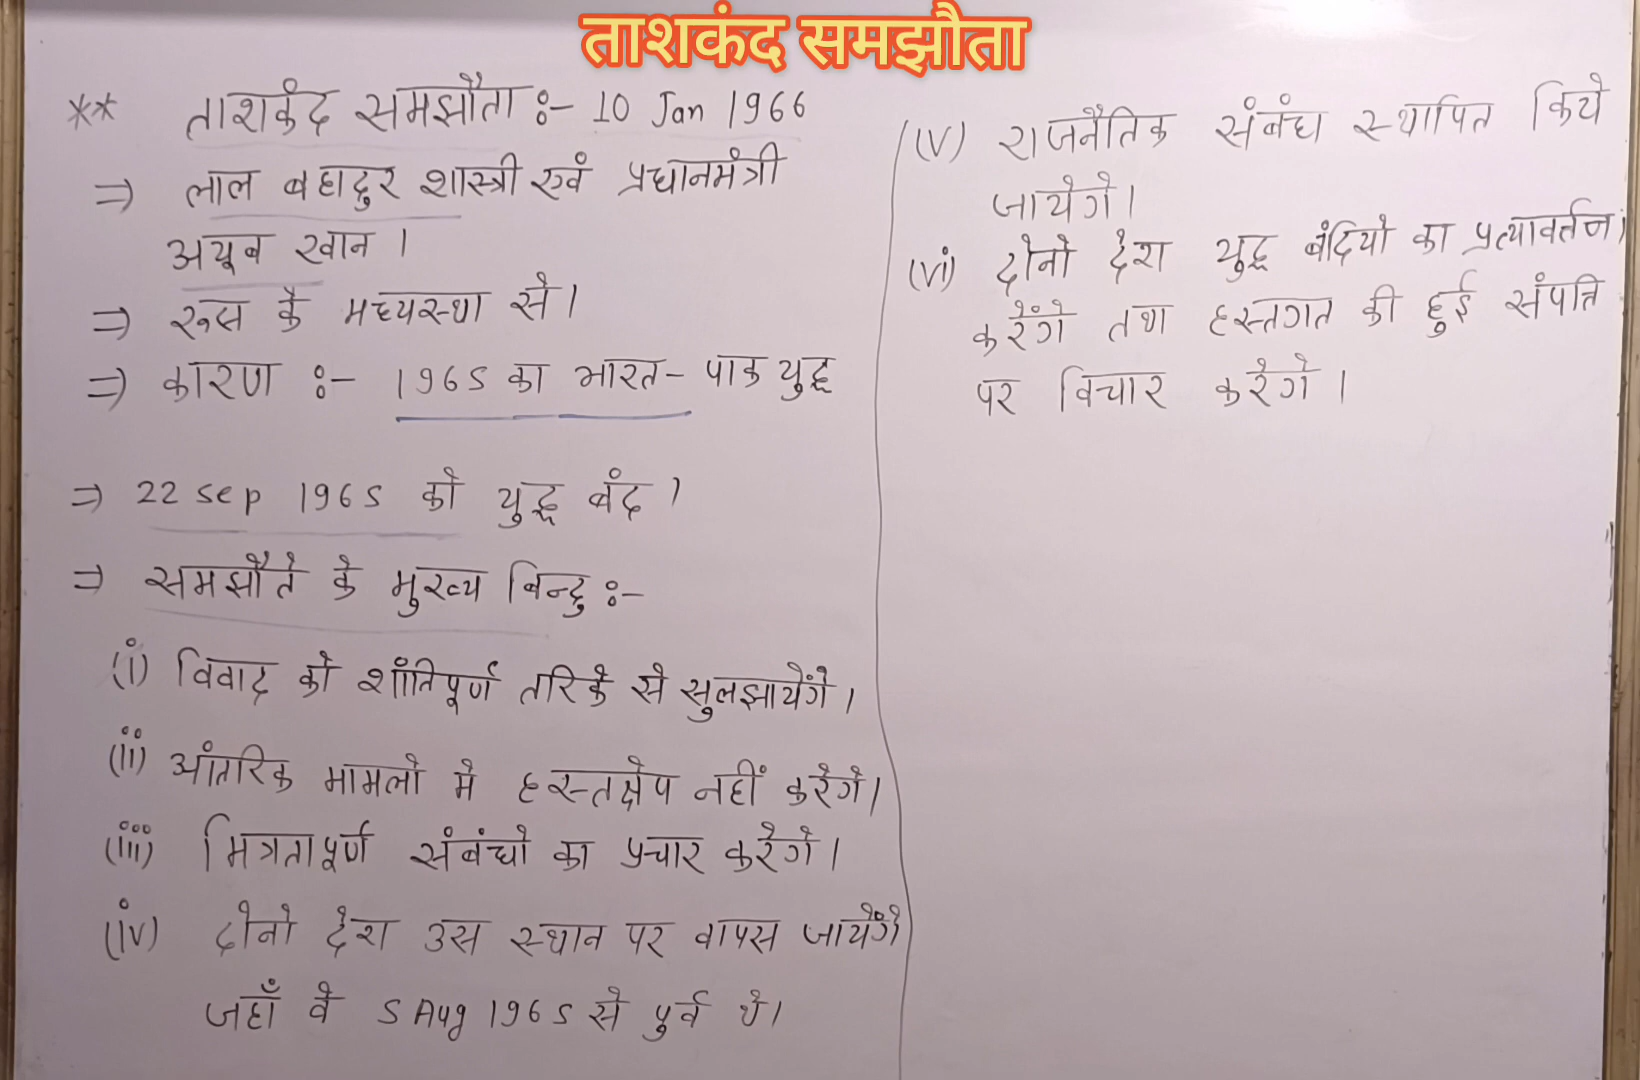 ताशकंद समझौता
** ताशकंद समझौता :- 10 Jan 1966
⇒ लाल बहादुर शास्त्री एवं प्रधानमंत्री
अयूब खान ।
⇒ रूस के मध्यस्था से ।
⇒ कारण :- 1965 का भारत - पाक युद्ध
⇒ 22 Sep 1965 को युद्ध बंद ।
⇒ समझौते के मुख्य बिन्दु :-
(i) विवाद को शांतिपूर्ण तरिके से सुलझायेंगे ।
(ii) आंतरिक मामलो मे हस्तक्षेप नहीं करेगे ।
(iii) मित्रतापूर्ण संबंधो का प्रचार करेगे ।
(iv) दोनो देश उस स्थान पर वापस जायेंगे
जहाँ वे 5 Aug 1965 से पुर्व थे ।
(v) राजनैतिक संबंध स्थापित किये
जायेगे ।
(vi) दोनो देश युद्ध बंदियो का प्रत्यावर्तन
करेंगे तथा हस्तगत की हुई संपत्ति
पर विचार करेगे ।